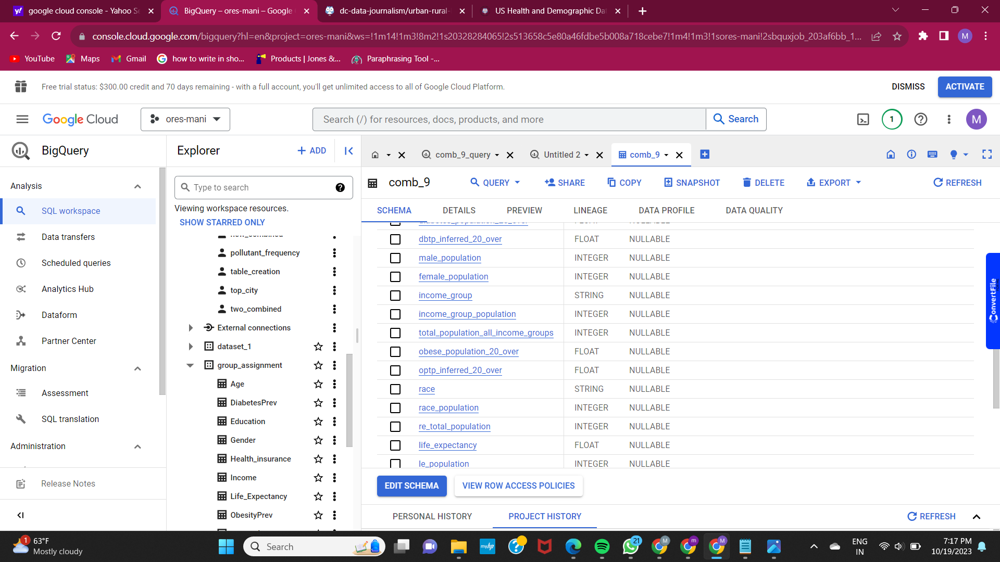 google cloud console - Yahoo Se
BigQuery – ores-mani – Google
dc-data-journalism/urban-rural-
US Health and Demographic Da
console.cloud.google.com/bigquery?hl=en&project=ores-mani&ws=!1m14!1m3!8m2!1s20328284065!2s513658c5e80a46fdbe5b008a718cebe7!1m4!1m3!1sores-mani!2sbquxjob_203af6bb_1...
M
YouTube
Maps
Gmail
how to write in sho...
Products | Jones &...
Paraphrasing Tool -...
Free trial status: $300.00 credit and 70 days remaining - with a full account, you'll get unlimited access to all of Google Cloud Platform.
DISMISS
ACTIVATE
Google Cloud
ores-mani
Search (/) for resources, docs, products, and more
Search
1
M
BigQuery
Analysis
SQL workspace
Data transfers
Scheduled queries
Analytics Hub
Dataform
Partner Center
Migration
Assessment
SQL translation
Administration
Release Notes
Explorer
+ ADD
Type to search
Viewing workspace resources.
SHOW STARRED ONLY
pollutant_frequency
table_creation
top_city
two_combined
External connections
dataset_1
group_assignment
Age
DiabetesPrev
Education
Gender
Health_insurance
Income
Life_Expectancy
ObesityPrev
comb_9_query
Untitled 2
comb_9
comb_9
QUERY
SHARE
COPY
SNAPSHOT
DELETE
EXPORT
REFRESH
SCHEMA
DETAILS
PREVIEW
LINEAGE
DATA PROFILE
DATA QUALITY
dbtp_inferred_20_over FLOAT NULLABLE
male_population INTEGER NULLABLE
female_population INTEGER NULLABLE
income_group STRING NULLABLE
income_group_population INTEGER NULLABLE
total_population_all_income_groups INTEGER NULLABLE
obese_population_20_over FLOAT NULLABLE
optp_inferred_20_over FLOAT NULLABLE
race STRING NULLABLE
race_population INTEGER NULLABLE
re_total_population INTEGER NULLABLE
life_expectancy FLOAT NULLABLE
le_population INTEGER NULLABLE
EDIT SCHEMA
VIEW ROW ACCESS POLICIES
PERSONAL HISTORY
PROJECT HISTORY
REFRESH
ConvertFile
1
63°F
Mostly cloudy
Search
myhp
21
M
m
M
ENG
IN
7:17 PM
10/19/2023